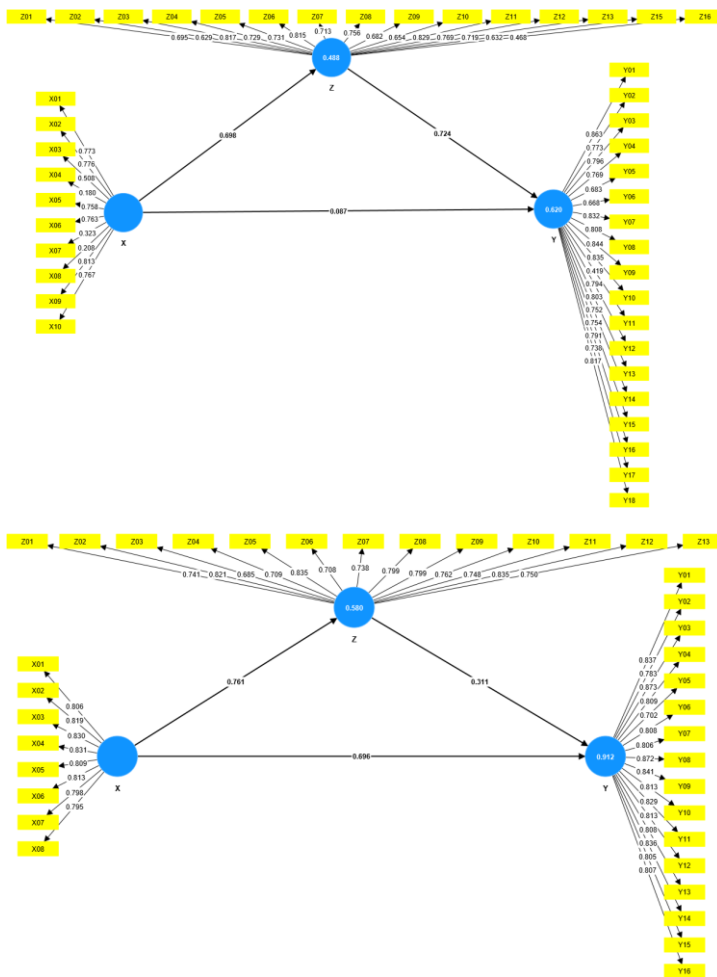 Z01 Z02 Z03 Z04 Z05 Z06 Z07 Z08 Z09 Z10 Z11 Z12 Z13 Z15 Z16
0.695 0.629 0.817 0.729 0.731 0.815 0.713 0.756 0.682 0.654 0.829 0.769 0.719 0.632 0.468
0.488
Z
X01
X02
X03
X04
X05
X06
X07
X08
X09
X10
0.773
0.776
0.508
0.180
0.758
0.763
0.323
0.208
0.813
0.767
X
0.698
0.724
0.087
0.620
Y
0.863
0.773
0.796
0.769
0.683
0.668
0.832
0.808
0.844
0.835
0.419
0.794
0.803
0.752
0.754
0.791
0.738
0.817
Y01
Y02
Y03
Y04
Y05
Y06
Y07
Y08
Y09
Y10
Y11
Y12
Y13
Y14
Y15
Y16
Y17
Y18
Z01 Z02 Z03 Z04 Z05 Z06 Z07 Z08 Z09 Z10 Z11 Z12 Z13
0.741 0.821 0.685 0.709 0.835 0.708 0.738 0.799 0.799 0.762 0.748 0.835 0.750
0.580
Z
X01
X02
X03
X04
X05
X06
X07
X08
0.806
0.819
0.830
0.831
0.809
0.813
0.798
0.795
X
0.761
0.311
0.696
0.912
Y
0.837
0.783
0.873
0.809
0.702
0.808
0.806
0.872
0.841
0.813
0.829
0.813
0.808
0.836
0.805
0.807
Y01
Y02
Y03
Y04
Y05
Y06
Y07
Y08
Y09
Y10
Y11
Y12
Y13
Y14
Y15
Y16